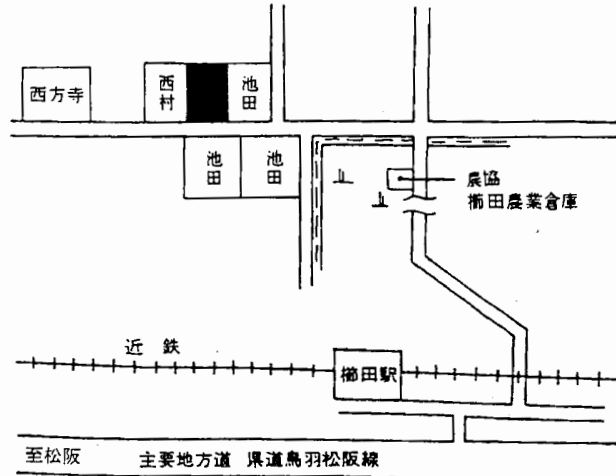 西方寺
西村
池田
池田
池田
農協
櫛田農業倉庫
近鉄
櫛田駅
至松阪
主要地方道 県道鳥羽松阪線